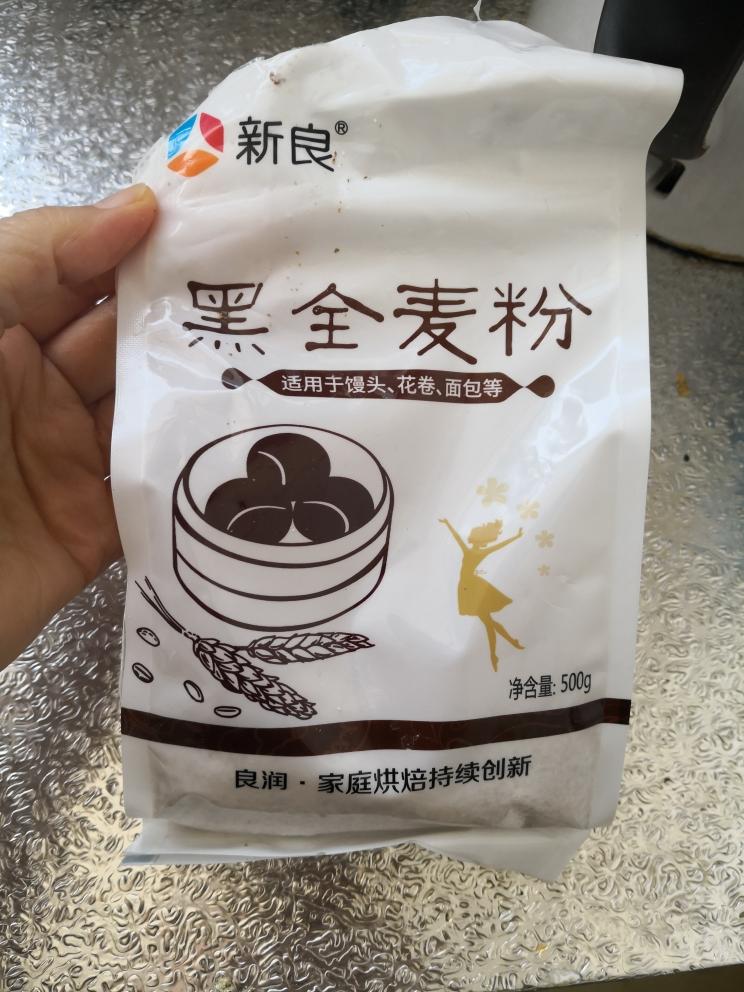 新良®
黑全麦粉
适用于馒头、花卷、面包等
净含量: 500g
良润·家庭烘焙持续创新